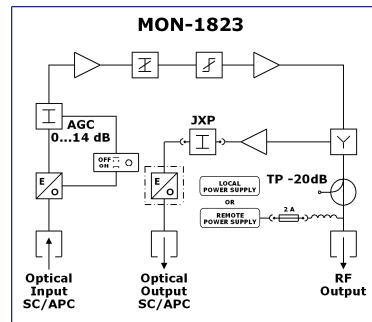 MON-1823
AGC
0...14 dB
OFF
ON
JXP
E
O
E
O
TP -20dB
LOCAL
POWER SUPPLY
OR
REMOTE
POWER SUPPLY
2 A
Optical
Input
SC/APC
Optical
Output
SC/APC
RF
Output